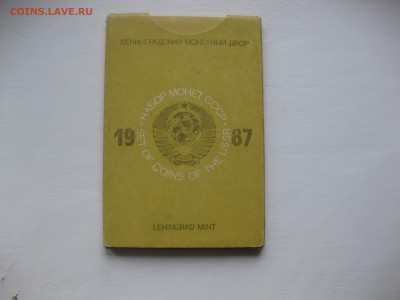 COINS.LAVE.RU
ЛЕНИНГРАДСКИЙ МОНЕТНЫЙ ДВОР
• НАБОР МОНЕТ СССР •
19 87
SET OF COINS OF THE USSR
LENINGRAD MINT